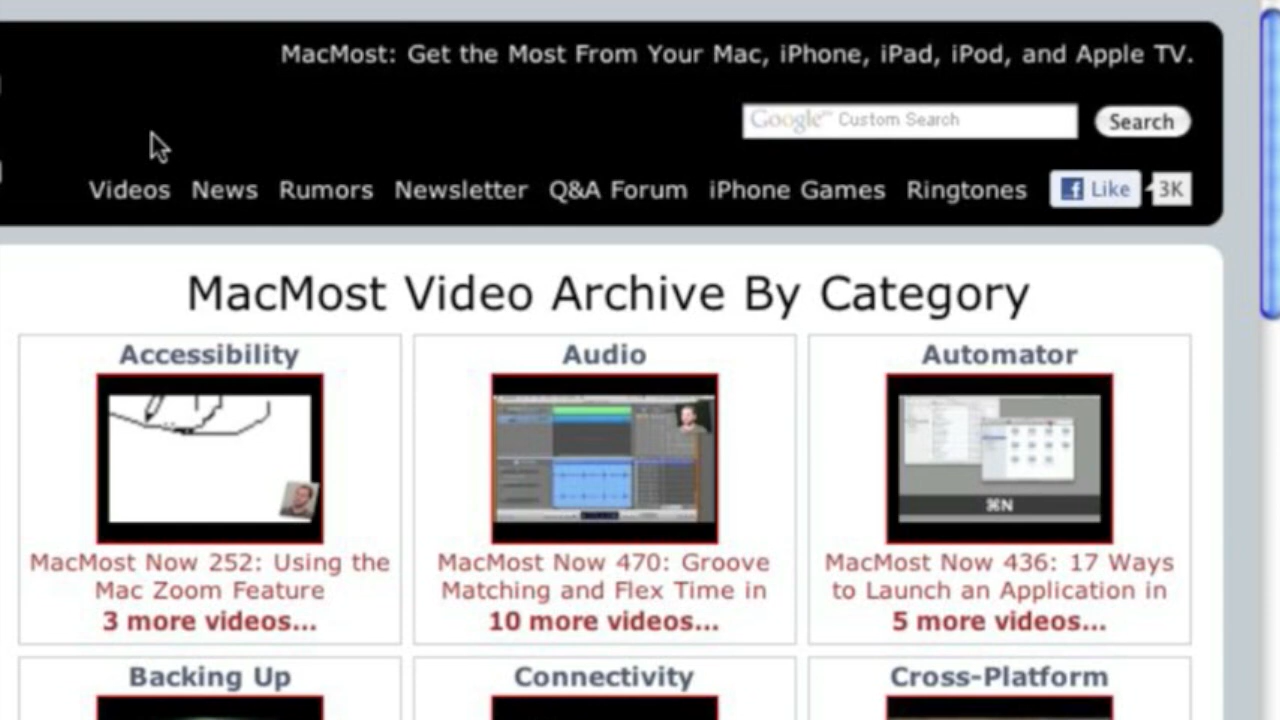 MacMost: Get the Most From Your Mac, iPhone, iPad, iPod, and Apple TV.
Google™ Custom Search
Search
Videos News Rumors Newsletter Q&A Forum iPhone Games Ringtones Like 3K
MacMost Video Archive By Category
Accessibility Audio Automator
⌘N
MacMost Now 252: Using the MacMost Now 470: Groove MacMost Now 436: 17 Ways
Mac Zoom Feature Matching and Flex Time in to Launch an Application in
3 more videos... 10 more videos... 5 more videos...
Backing Up Connectivity Cross-Platform